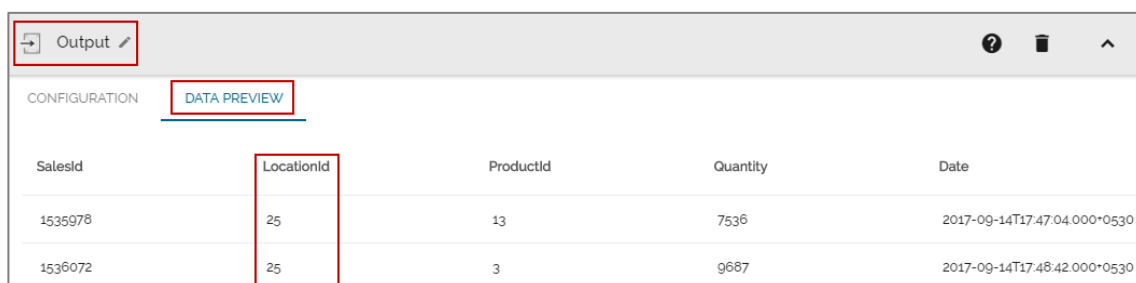 Output
CONFIGURATION DATA PREVIEW
SalesId LocationId ProductId Quantity Date
1535978 25 13 7536 2017-09-14T17:47:04.000+0530
1536072 25 3 9687 2017-09-14T17:48:42.000+0530